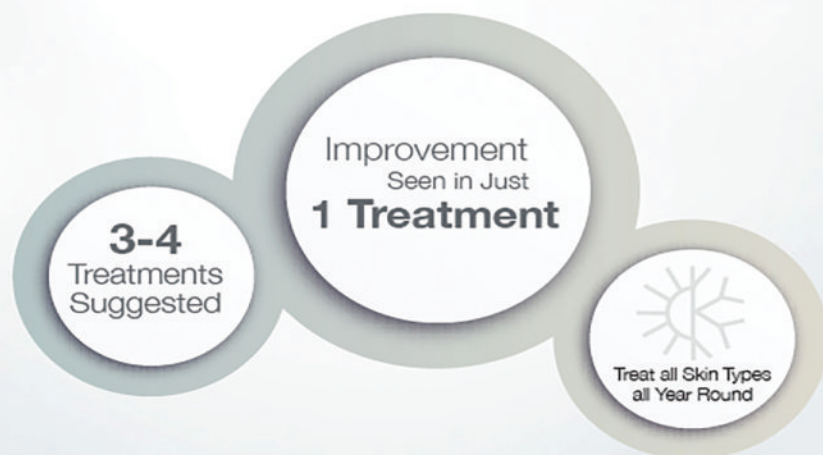 3-4
Treatments
Suggested
Improvement
Seen in Just
1 Treatment
Treat all Skin Types
all Year Round